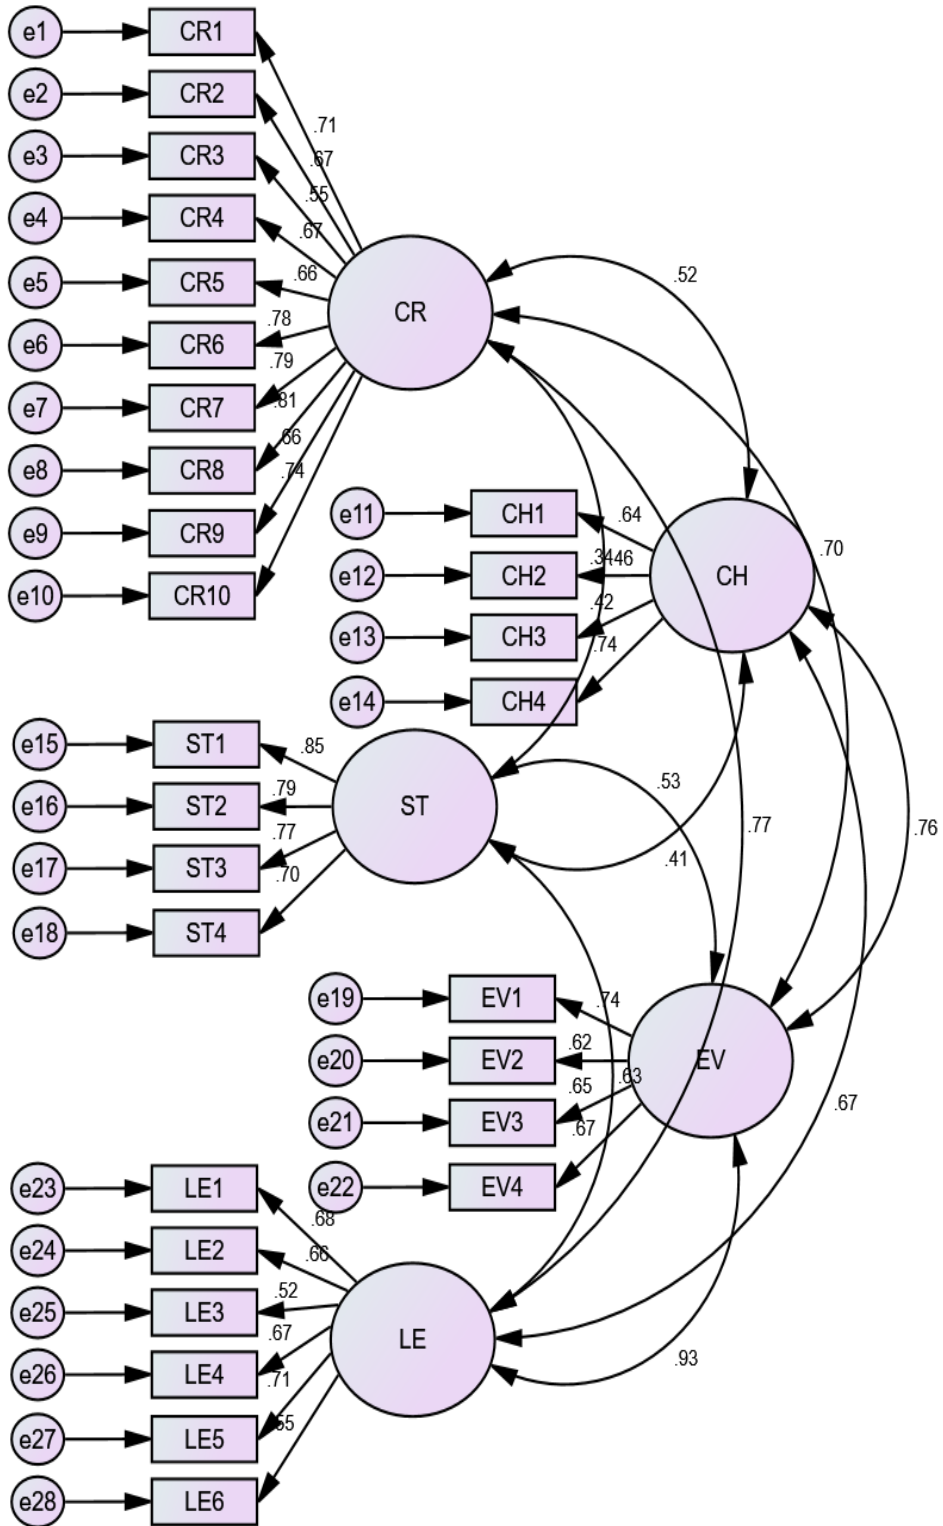 e1 CR1
e2 CR2
.71
e3 CR3
.67
.55
e4 CR4
.67
e5 CR5
.66
.52
CR
.78
e6 CR6
.79
e7 CR7
.81
.66
e8 CR8
.74
e9 CR9
e11 CH1
.64
.70
e10 CR10
e12 CH2
.34
.46
CH
.42
e13 CH3
.74
e14 CH4
e15 ST1
.85
.53
.79
e16 ST2
ST
.77
.76
.77
.41
e17 ST3
.70
e18 ST4
e19 EV1
.74
.62
e20 EV2
EV
.63
.65
e21 EV3
.67
.67
e22 EV4
e23 LE1
.68
e24 LE2
.66
.52
e25 LE3
.67
LE
.93
e26 LE4
.71
e27 LE5
.55
e28 LE6